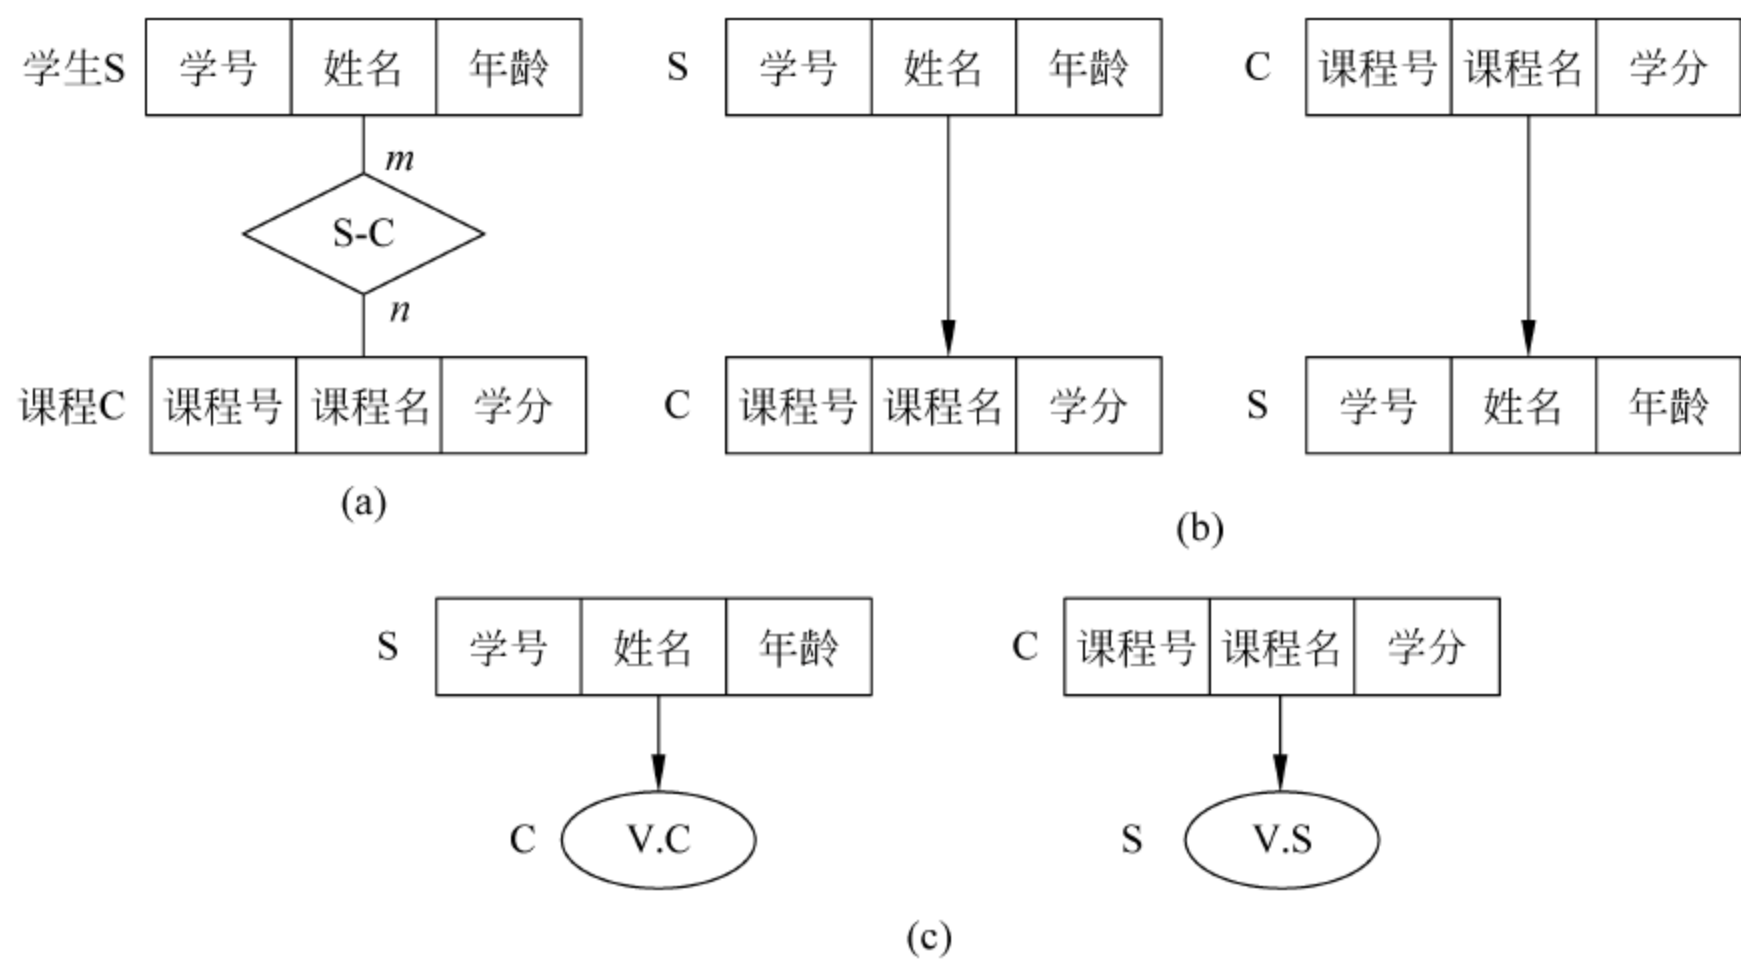 学生S 学号 姓名 年龄
m
S-C
n
课程C 课程号 课程名 学分
(a)
S 学号 姓名 年龄
C 课程号 课程名 学分
C 课程号 课程名 学分
S 学号 姓名 年龄
(b)
S 学号 姓名 年龄
C V.C
C 课程号 课程名 学分
S V.S
(c)